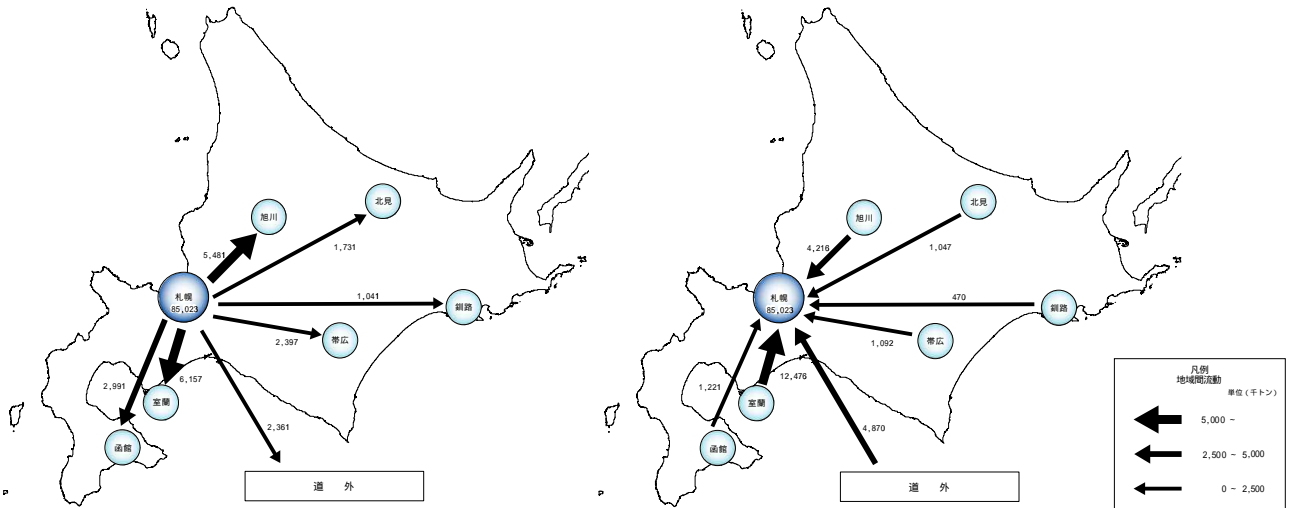 旭川
北見
5,481
1,731
札幌
85,023
1,041
釧路
帯広
2,397
2,991
6,157
室蘭
2,361
函館
道　外
旭川
北見
4,216
1,047
札幌
85,023
470
釧路
帯広
1,092
1,221
12,476
室蘭
4,870
函館
道　外
凡例
地域間流動
単位（千トン）
5,000 ~
2,500 ~ 5,000
0 ~ 2,500